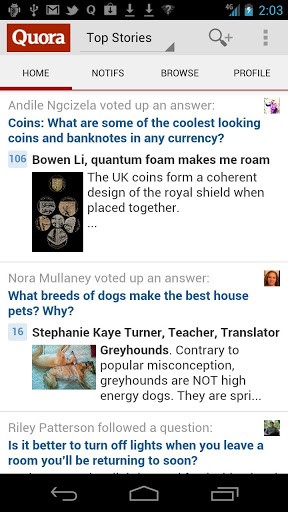 2:03
Quora
Top Stories
HOME
NOTIFS
BROWSE
PROFILE
Andile Ngcizela voted up an answer:
Coins: What are some of the coolest looking
coins and banknotes in any currency?
106 Bowen Li, quantum foam makes me roam
The UK coins form a coherent
design of the royal shield when
placed together.
...
Nora Mullaney voted up an answer:
What breeds of dogs make the best house
pets? Why?
16 Stephanie Kaye Turner, Teacher, Translator
Greyhounds. Contrary to
popular misconception,
greyhounds are NOT high
energy dogs. They are spri...
Riley Patterson followed a question:
Is it better to turn off lights when you leave a
room you'll be returning to soon?